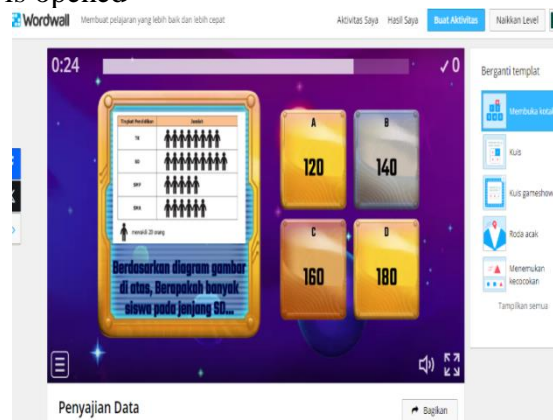 is opened
Wordwall
Membuat pelajaran yang lebih baik dan lebih cepat
Aktivitas Saya
Hasil Saya
Buat Aktivitas
Naikkan Level
0:24
✓ 0
Tingkat Pendidikan
Jumlah
TK
SD
SMP
SMA
mewakili 20 orang
Berdasarkan diagram gambar
di atas, Berapakah banyak
siswa pada jenjang SD...
A
120
B
140
C
160
D
180
Berganti templat
Membuka kotak
Kuis
Kuis gameshow
Roda acak
Menemukan
kecocokan
Tampilkan semua
Penyajian Data
Bagikan